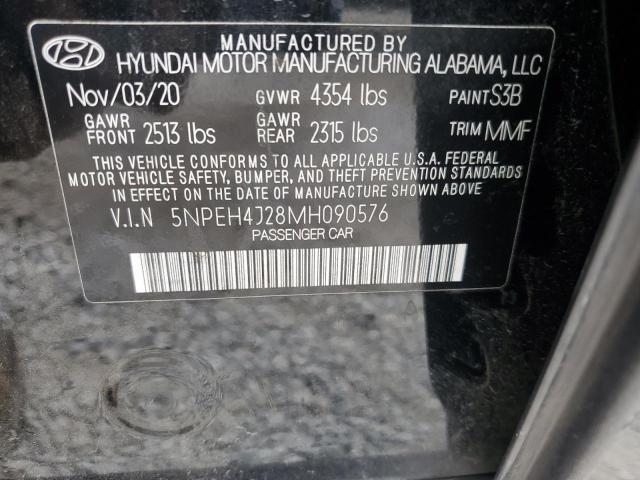 MANUFACTURED BY
HYUNDAI MOTOR MANUFACTURING ALABAMA, LLC
Nov/03/20 GVWR 4354 lbs PAINT S3B
GAWR FRONT 2513 lbs GAWR REAR 2315 lbs TRIM MMF
THIS VEHICLE CONFORMS TO ALL APPLICABLE U.S.A. FEDERAL
MOTOR VEHICLE SAFETY, BUMPER, AND THEFT PREVENTION STANDARDS
IN EFFECT ON THE DATE OF MANUFACTURE SHOWN ABOVE
V.I.N 5NPEH4J28MH090576
PASSENGER CAR